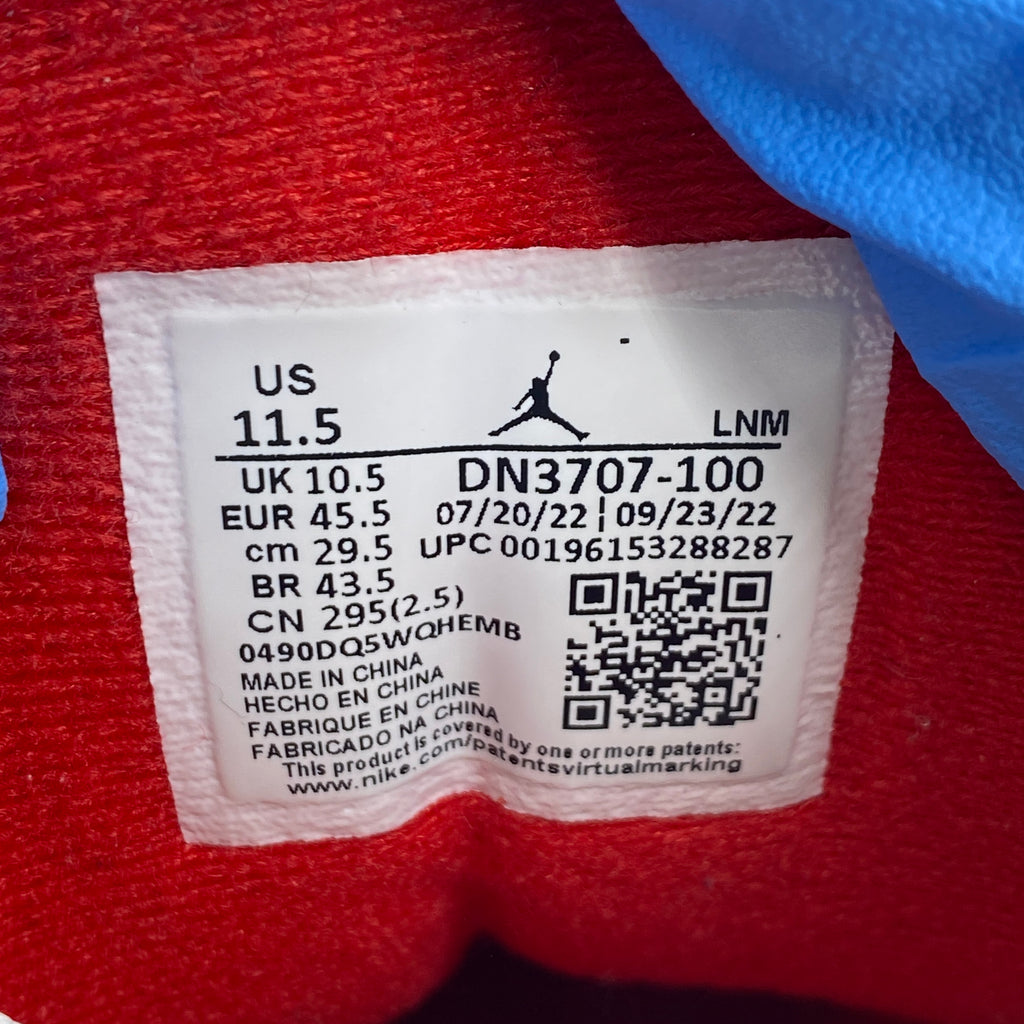 US
11.5
LNM
UK 10.5
DN3707-100
EUR 45.5
07/20/22 | 09/23/22
cm 29.5
UPC 00196153288287
BR 43.5
CN 295(2.5)
0490DQ5WQHEMB
MADE IN CHINA
HECHO EN CHINA
FABRIQUE EN CHINE
FABRICADO NA CHINA
This product is covered by one or more patents:
www.nike.com/patentsvirtualmarking